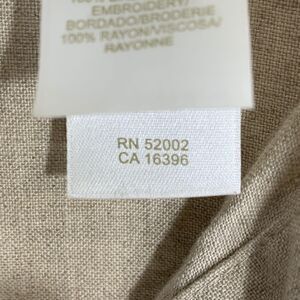 EMBROIDERY/
BORDADO/BRODERIE
100% RAYON/VISCOSA/
RAYONNE
RN 52002
CA 16396